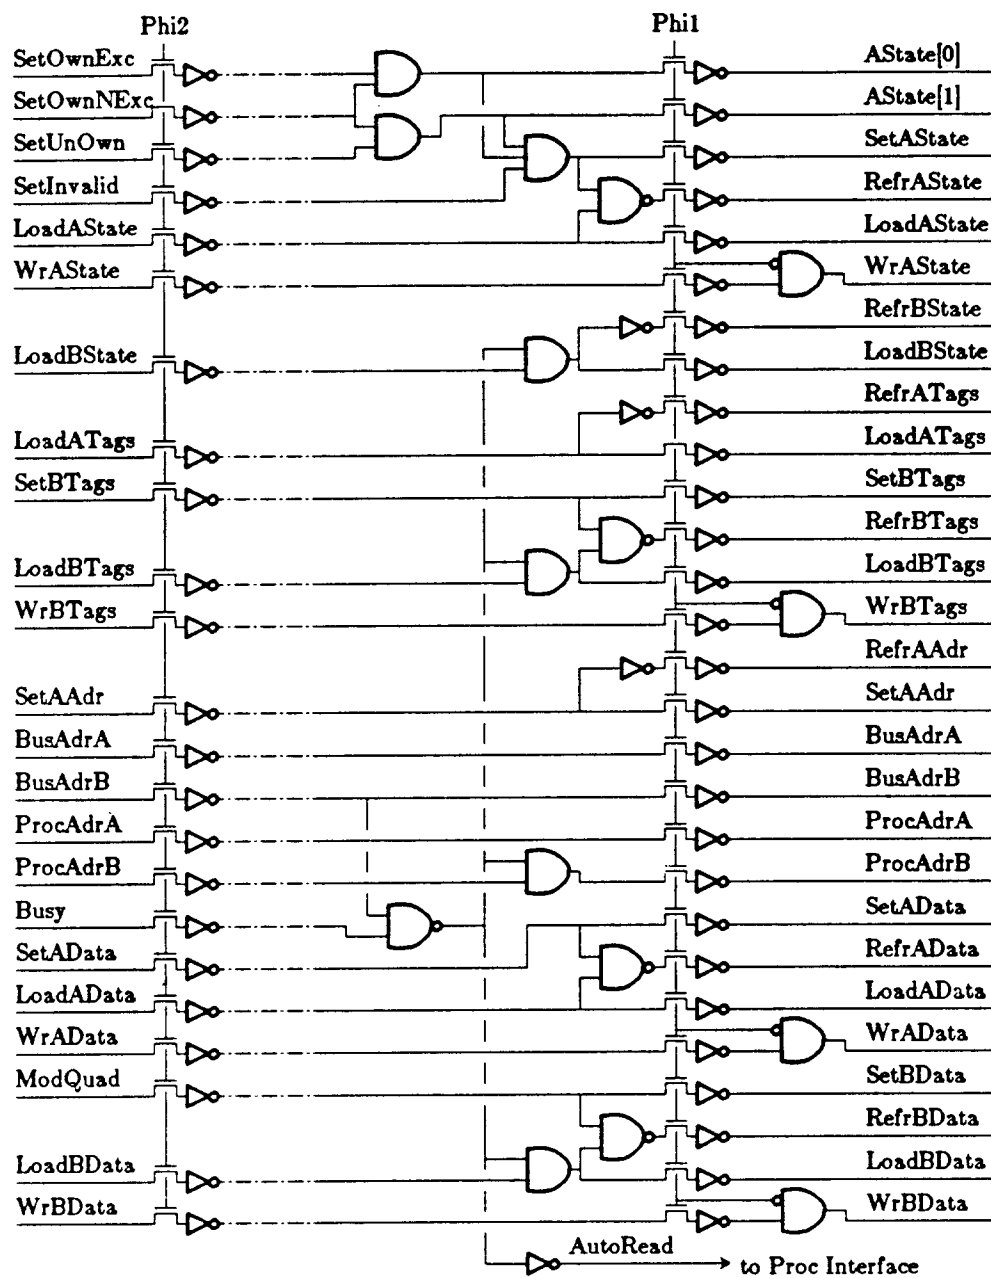 Phi2 Phi1
SetOwnExc AState[0]
SetOwnNExc AState[1]
SetUnOwn SetAState
SetInvalid RefrAState
LoadAState LoadAState
WrAState WrAState
RefrBState
LoadBState LoadBState
RefrATags
LoadATags LoadATags
SetBTags SetBTags
RefrBTags
LoadBTags LoadBTags
WrBTags WrBTags
RefrAAdr
SetAAdr SetAAdr
BusAdrA BusAdrA
BusAdrB BusAdrB
ProcAdrA ProcAdrA
ProcAdrB ProcAdrB
Busy SetAData
SetAData RefrAData
LoadAData LoadAData
WrAData WrAData
ModQuad SetBData
RefrBData
LoadBData LoadBData
WrBData WrBData
AutoRead to Proc Interface